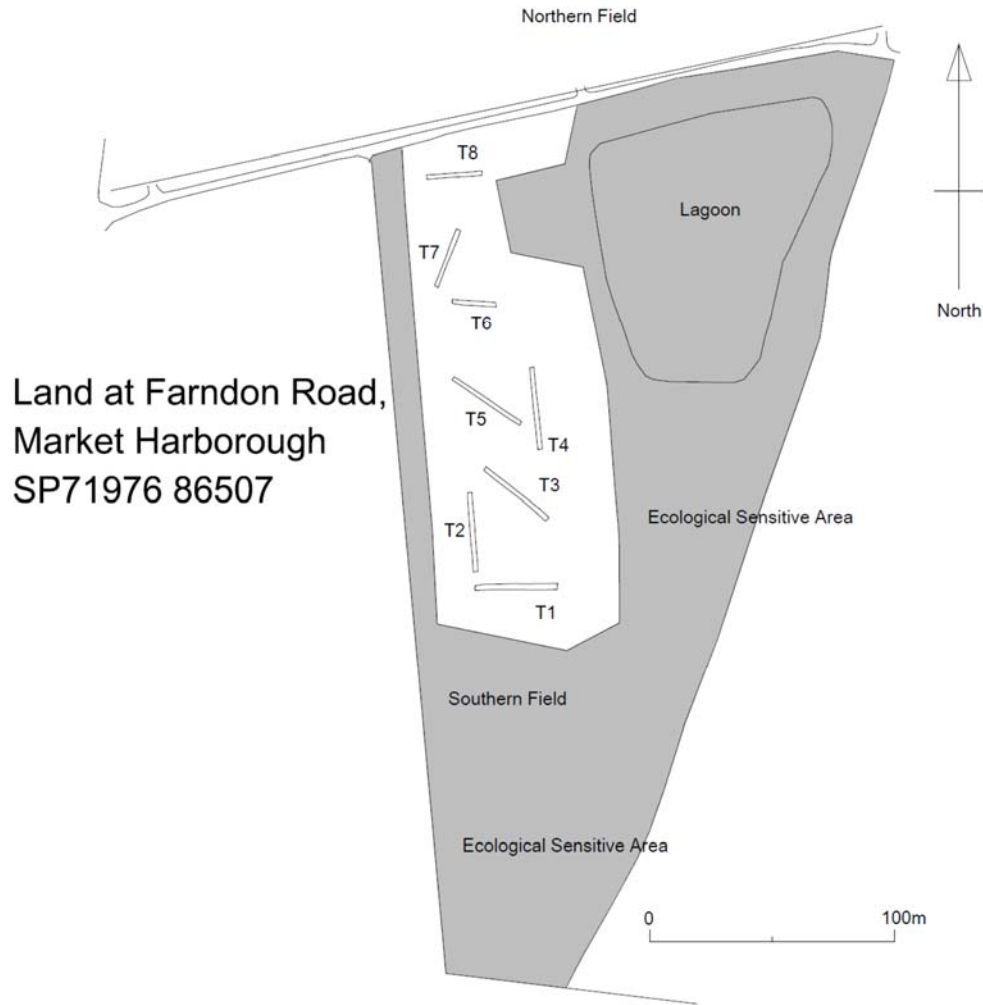 Northern Field
T8
Lagoon
T7
North
T6
Land at Farndon Road,
Market Harborough
SP71976 86507
T5
T4
T3
Ecological Sensitive Area
T2
T1
Southern Field
Ecological Sensitive Area
0
100m